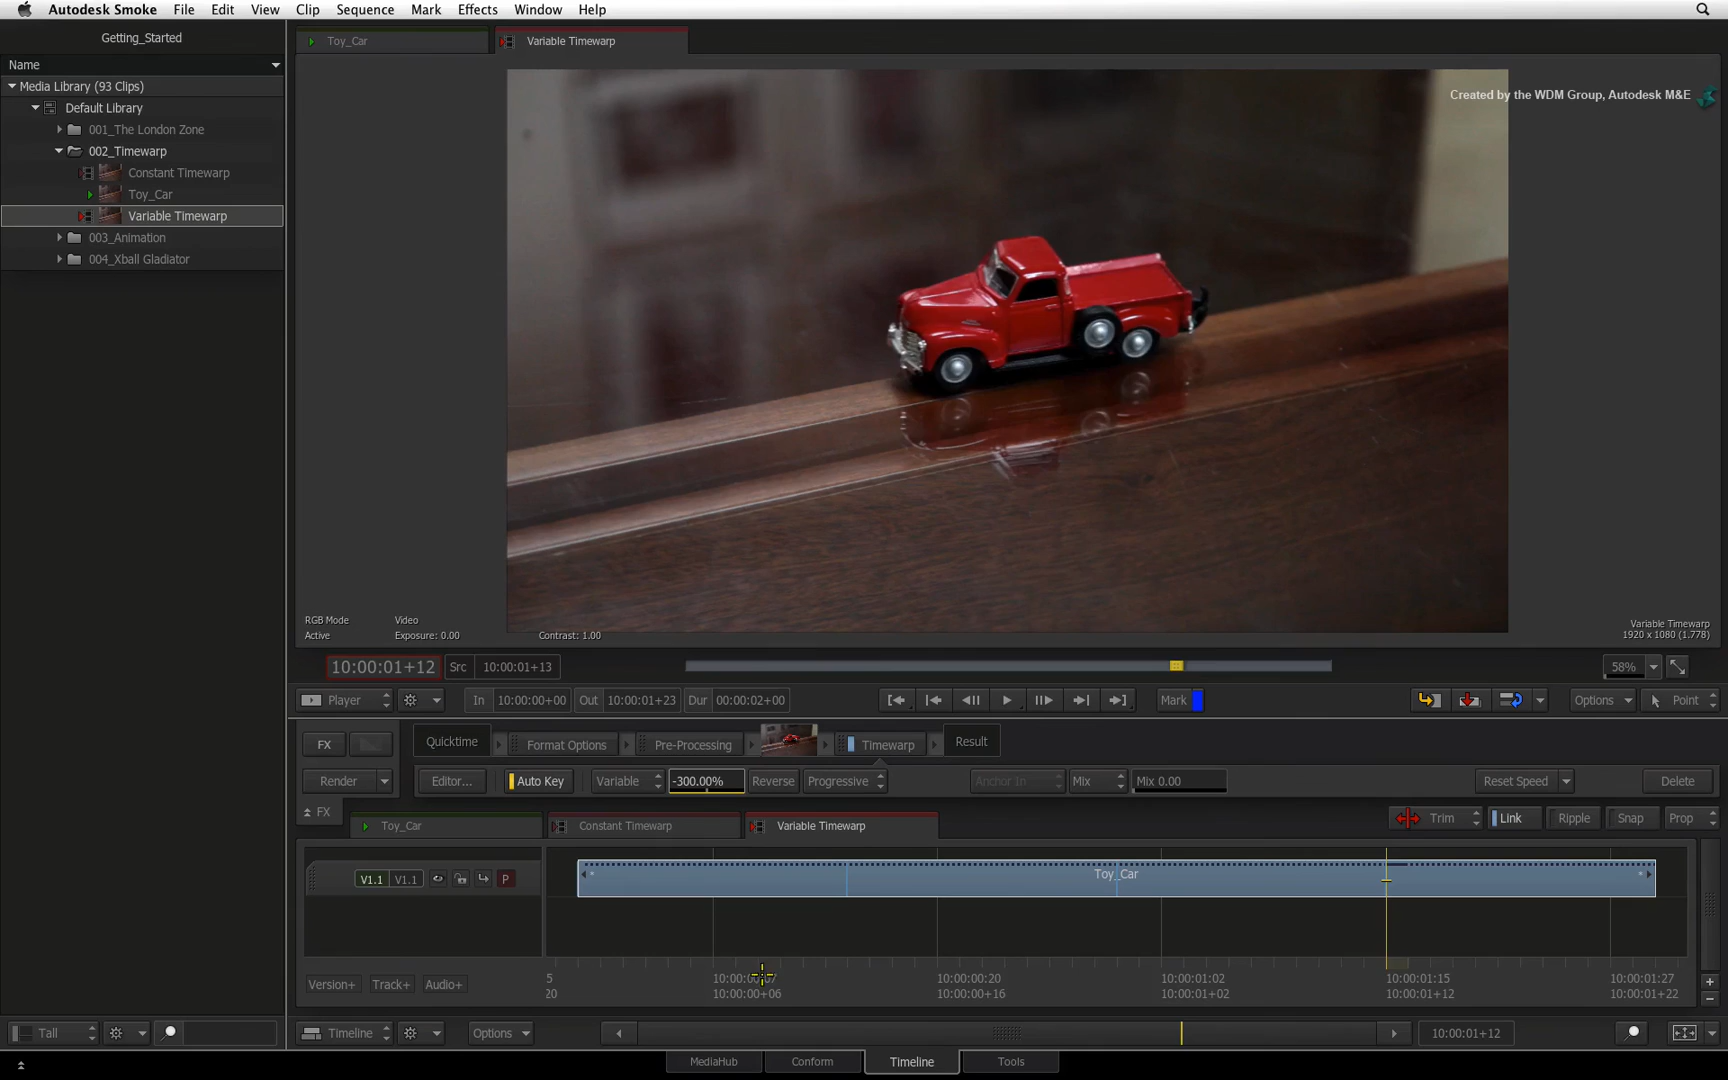 Autodesk Smoke File Edit View Clip Sequence Mark Effects Window Help
Getting_Started
Name
Media Library (93 Clips)
Default Library
001_The London Zone
002_Timewarp
Constant Timewarp
Toy_Car
Variable Timewarp
003_Animation
004_Xball Gladiator
Toy_Car Variable Timewarp
Created by the WDM Group, Autodesk M&E
RGB Mode Video
Active Exposure: 0.00 Contrast: 1.00
Variable Timewarp
1920 x 1080 (1.778)
10:00:01+12 Src 10:00:01+13 58%
Player In 10:00:00+00 Out 10:00:01+23 Dur 00:00:02+00 Mark Options Point
FX Quicktime Format Options Pre-Processing Timewarp Result
Render Editor... Auto Key Variable -300.00% Reverse Progressive Anchor In Mix Mix 0.00 Reset Speed Delete
FX Toy_Car Constant Timewarp Variable Timewarp Trim Link Ripple Snap Prop
V1.1 V1.1 P Toy_Car
5 10:00:00:07 10:00:00:20 10:00:01:02 10:00:01:15 10:00:01:27
20 10:00:00+06 10:00:00+16 10:00:01+02 10:00:01+12 10:00:01+22
Version+ Track+ Audio+
Tall Timeline Options 10:00:01+12
MediaHub Conform Timeline Tools